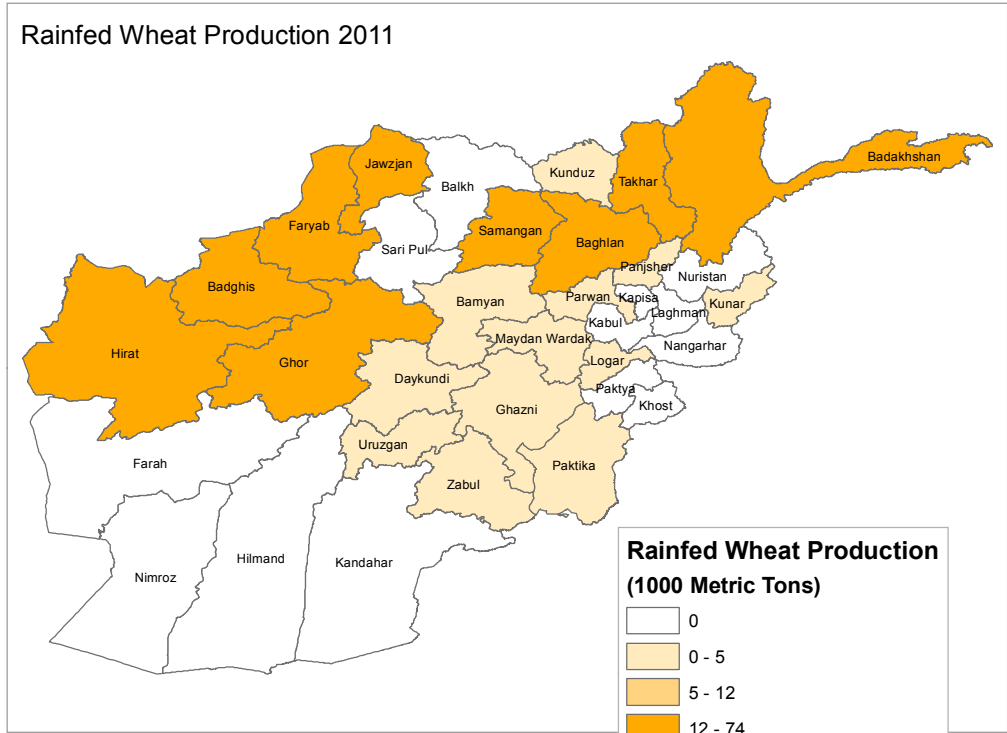 Rainfed Wheat Production 2011
Jawzjan
Balkh
Kunduz
Takhar
Badakhshan
Faryab
Sari Pul
Samangan
Baghlan
Panjsher
Nuristan
Badghis
Bamyan
Parwan
Kapisa
Kunar
Laghman
Kabul
Maydan Wardak
Nangarhar
Hirat
Ghor
Logar
Daykundi
Paktya
Ghazni
Khost
Uruzgan
Farah
Paktika
Zabul
Hilmand
Kandahar
Nimroz
Rainfed Wheat Production
(1000 Metric Tons)
0
0 - 5
5 - 12
12 - 74